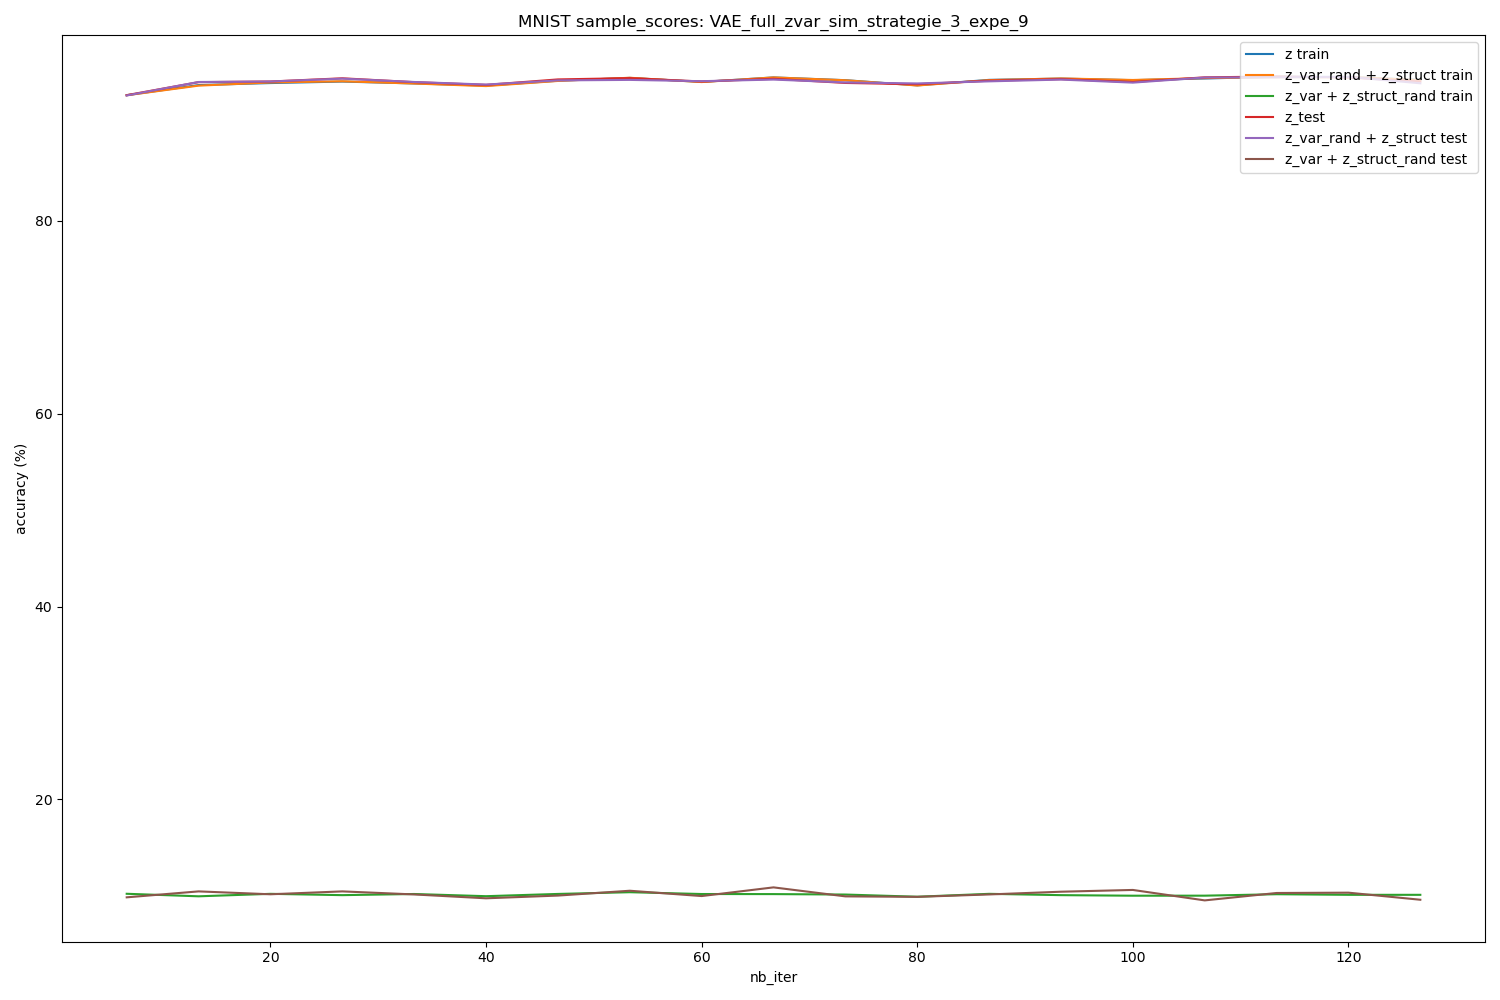 MNIST sample_scores: VAE_full_zvar_sim_strategie_3_expe_9
z train
z_var_rand + z_struct train
z_var + z_struct_rand train
z_test
z_var_rand + z_struct test
z_var + z_struct_rand test
accuracy (%)
80
60
40
20
20 40 60 80 100 120
nb_iter